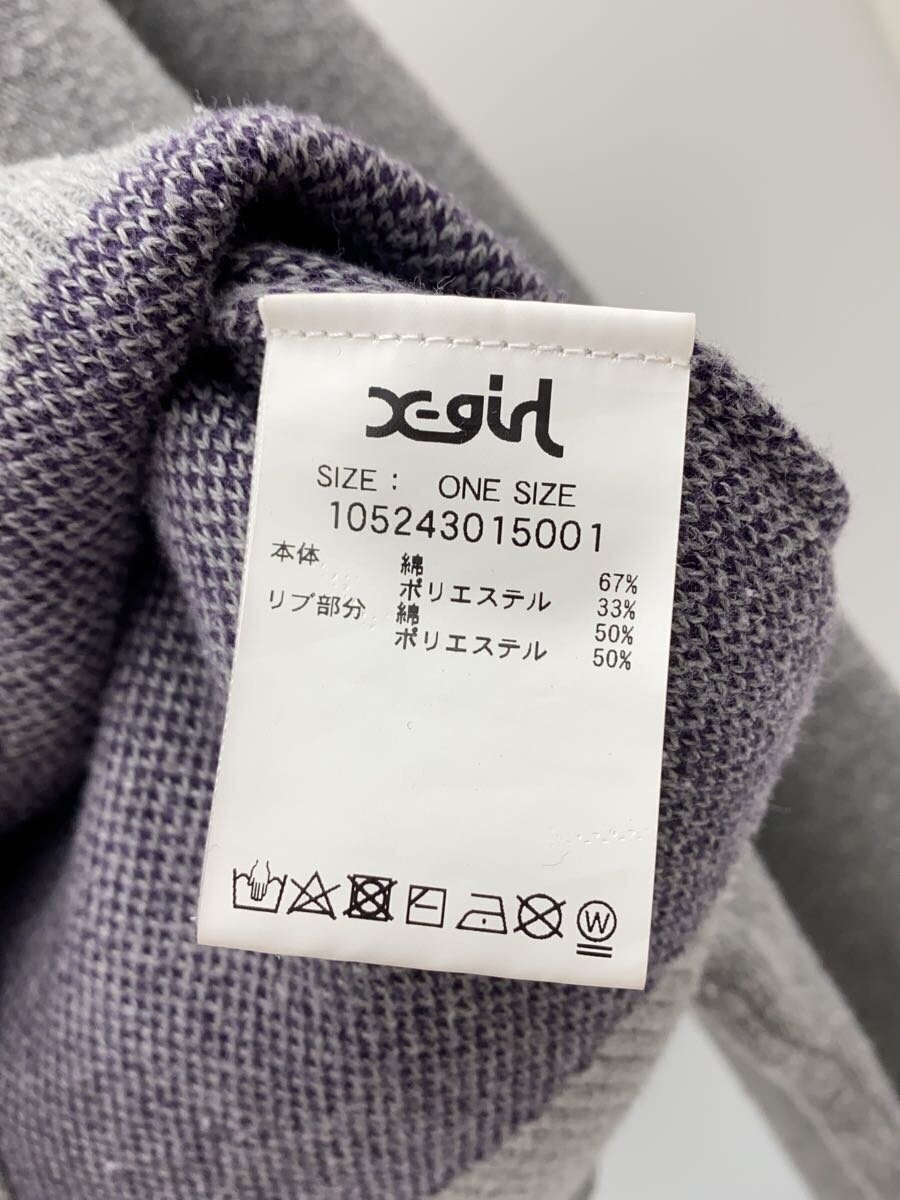 X-girl
SIZE : ONE SIZE
105243015001
本体 綿 67%
ポリエステル 33%
リブ部分 綿 50%
ポリエステル 50%
W